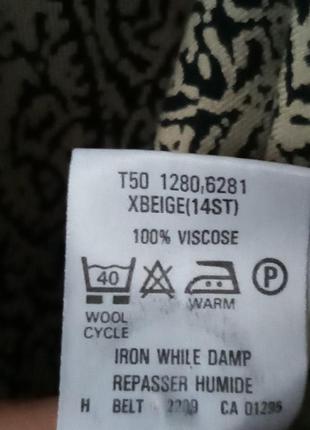 T50 1280,6281
XBEIGE(14ST)
100% VISCOSE
40 P
WARM
WOOL
CYCLE
IRON WHILE DAMP
REPASSER HUMIDE
H BELT 2209 CA 01295